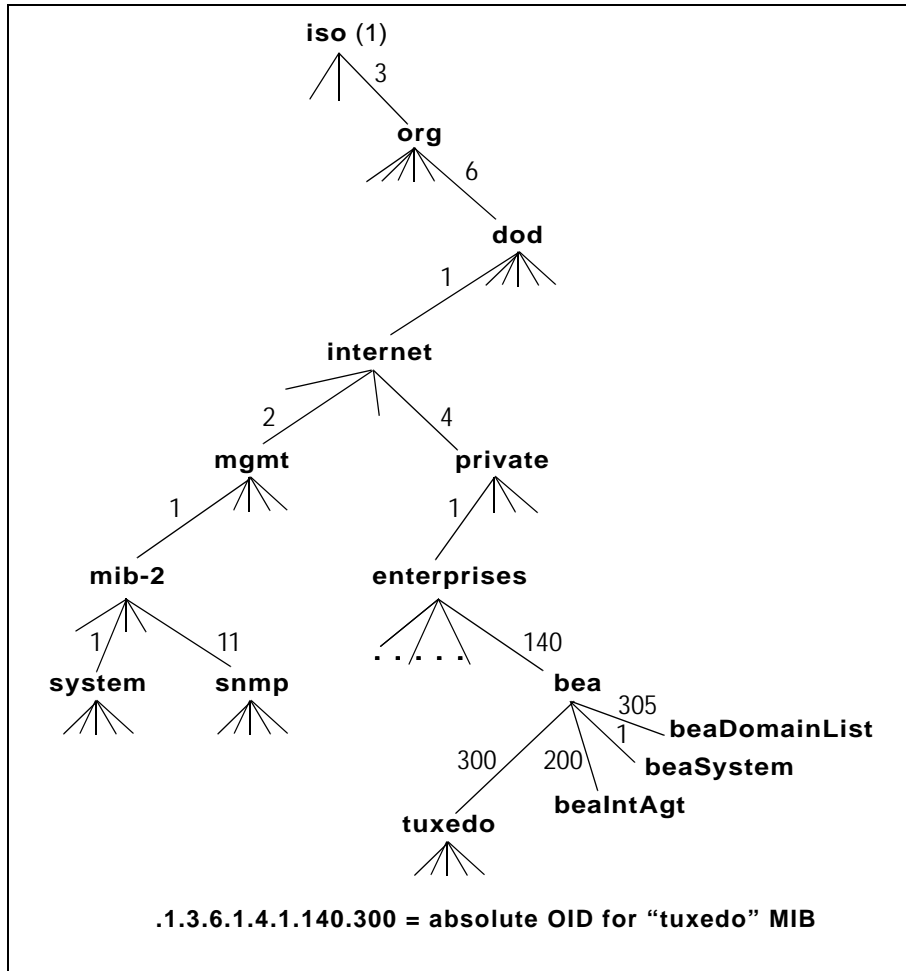 iso (1)
3
org
6
dod
1
internet
2
4
mgmt
private
1
1
mib-2
enterprises
1
11
140
. . . . .
system
snmp
bea
305
beaDomainList
300
200
1
beaSystem
beaIntAgt
tuxedo
.1.3.6.1.4.1.140.300 = absolute OID for “tuxedo” MIB